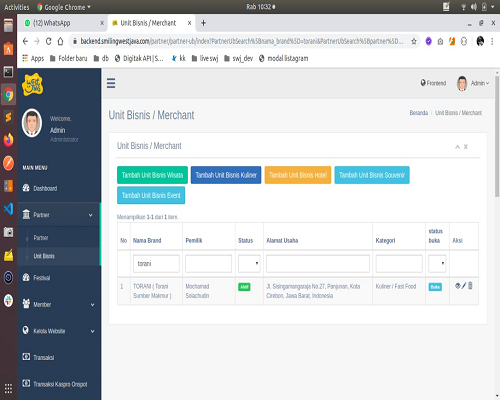 Activities
Google Chrome
Rab 10:32
(12) WhatsApp
Unit Bisnis / Merchant
backend.smilingwestjava.com/partner/partner-ub/index?PartnerUbSearch%5Bnama_brand%5D=torani&PartnerUbSearch%5Bpartner%5D...
Apps
Folder baru
db
Digitak API | S...
kk
live swj
swj_dev
modal listagram
Frontend
Admin
Welcome,
Admin
Administrator
MAIN MENU
Dashboard
Partner
Partner
Unit Bisnis
Festival
Member
Kelola Website
Transaksi
Transaksi Kaspro Onspot
Unit Bisnis / Merchant
Beranda / Unit Bisnis / Merchant
Unit Bisnis / Merchant
Tambah Unit Bisnis Wisata
Tambah Unit Bisnis Kuliner
Tambah Unit Bisnis Hotel
Tambah Unit Bisnis Souvenir
Tambah Unit Bisnis Event
Menampilkan 1-1 dari 1 item.
No
Nama Brand
Pemilik
Status
Alamat Usaha
Kategori
status buka
Aksi
torani
1
TORANI ( Torani Sumber Makmur )
Mochamad Solachudin
Aktif
Jl. Sisingamangaraja No.27, Panjunan, Kota Cirebon, Jawa Barat, Indonesia
Kuliner / Fast Food
Buka